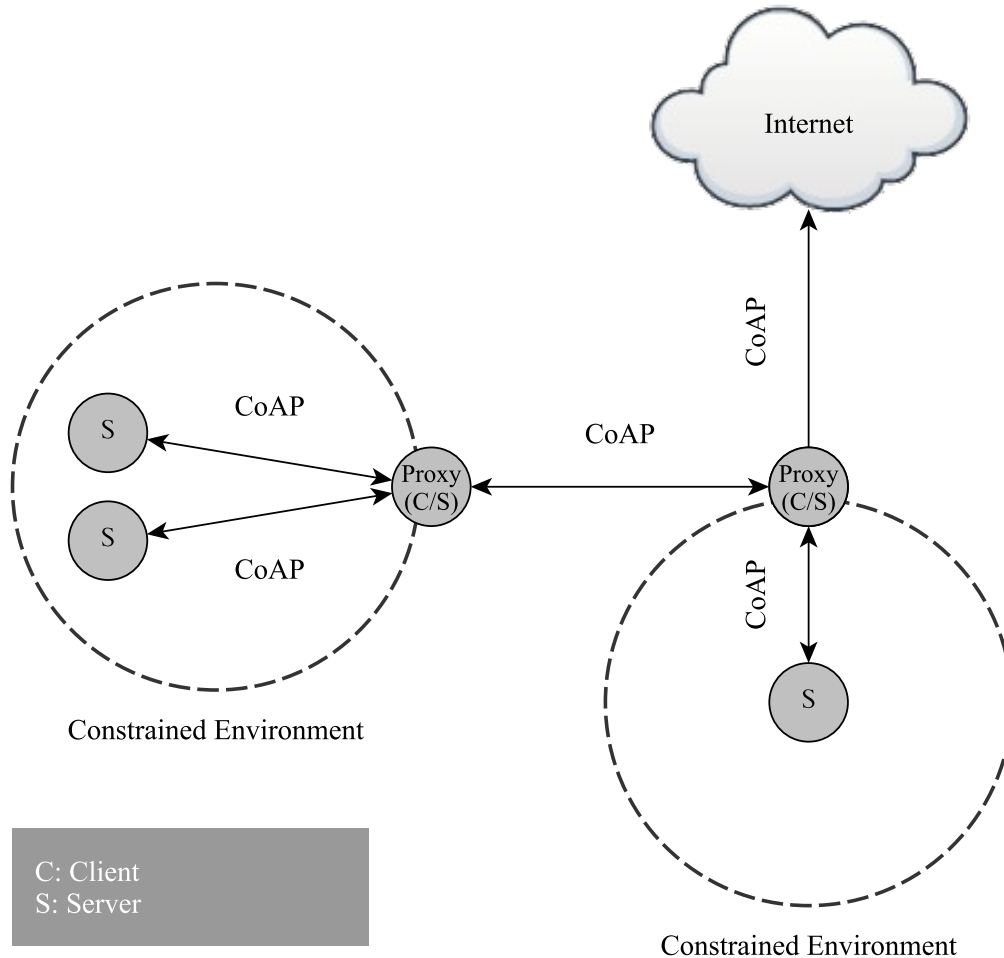 Internet
CoAP
CoAP
CoAP
S
Proxy
(C/S)
Proxy
(C/S)
S
CoAP
CoAP
S
Constrained Environment
C: Client
S: Server
Constrained Environment